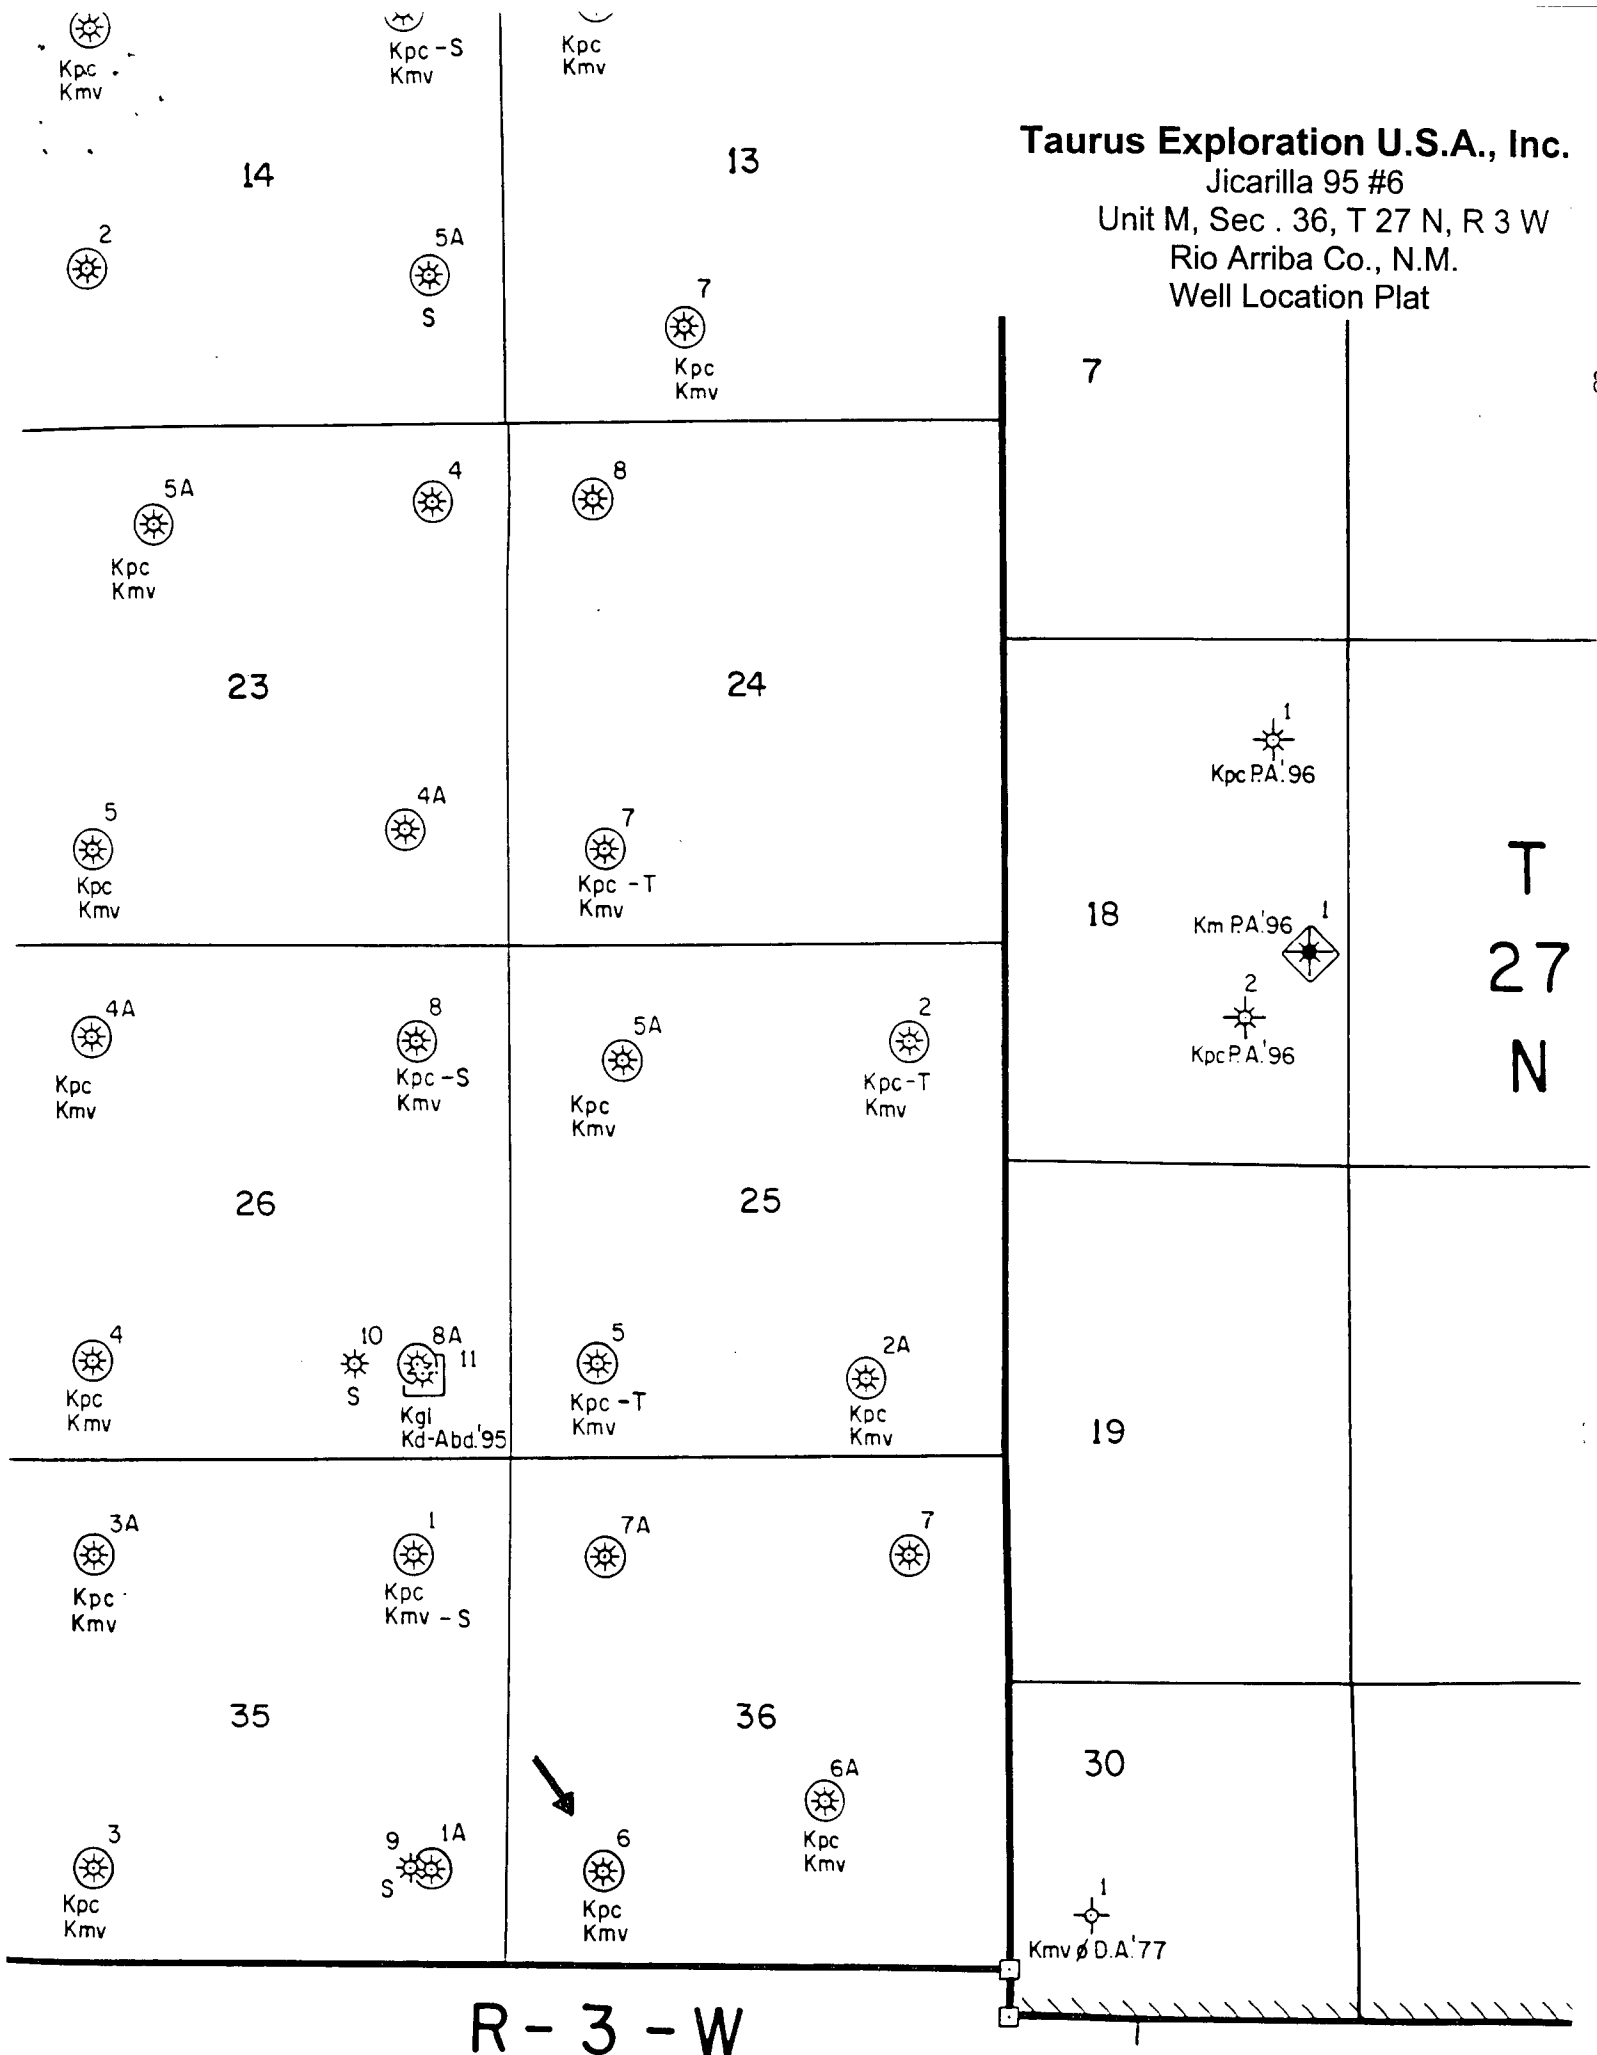 Kpc
Kmv
Kpc - S
Kmv
Kpc
Kmv
Taurus Exploration U.S.A., Inc.
Jicarilla 95 #6
Unit M, Sec . 36, T 27 N, R 3 W
Rio Arriba Co., N.M.
Well Location Plat
14
13
2
5A
S
7
Kpc
Kmv
7
5A
Kpc
Kmv
4
8
23
24
5
Kpc
Kmv
4A
7
Kpc - T
Kmv
1
Kpc P.A.'96
18
Km P.A.'96
1
2
Kpc P.A.'96
T
27
N
4A
Kpc
Kmv
8
Kpc - S
Kmv
5A
Kpc
Kmv
2
Kpc - T
Kmv
26
25
4
Kpc
Kmv
10
S
8A
11
Kgl
Kd-Abd.'95
5
Kpc - T
Kmv
2A
Kpc
Kmv
19
3A
Kpc
Kmv
1
Kpc
Kmv - S
7A
7
35
36
30
6A
Kpc
Kmv
3
Kpc
Kmv
9
S
1A
6
Kpc
Kmv
1
Kmv ø D.A.'77
R - 3 - W